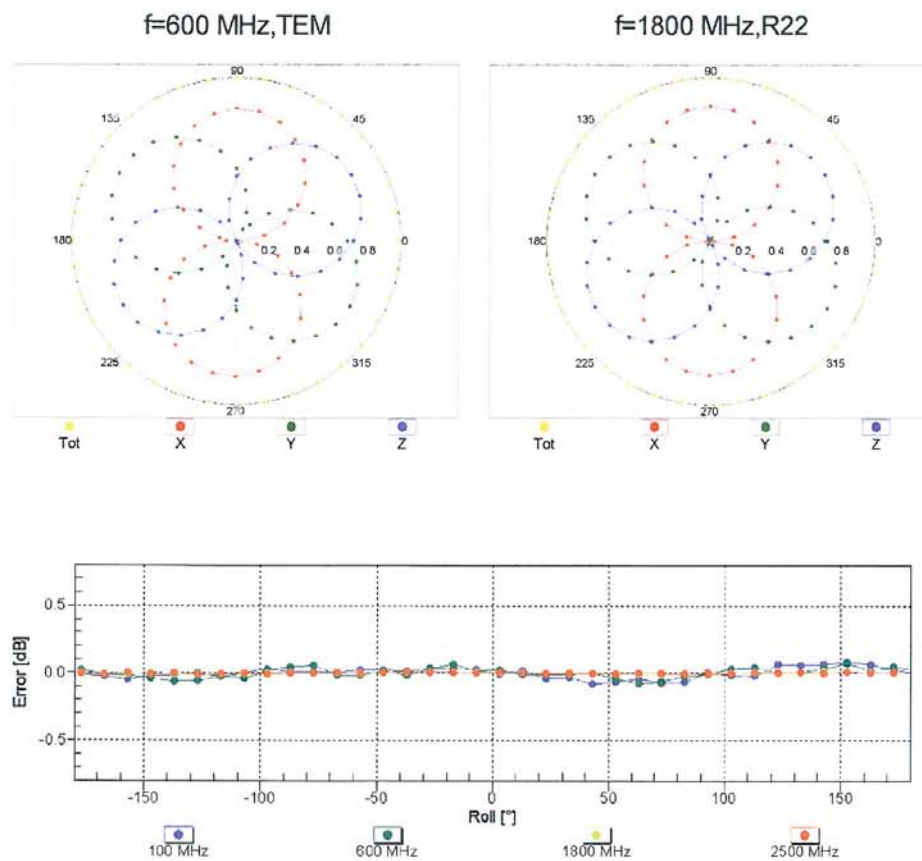 f=600 MHz,TEM
f=1800 MHz,R22
90
135
45
180
0.2 0.4 0.6 0.8
0
225
315
270
Tot X Y Z
90
135
45
180
0.2 0.4 0.6 0.8
0
225
315
270
Tot X Y Z
Error [dB]
0.5
0.0
-0.5
-150 -100 -50 0 50 100 150
Roll [°]
100 MHz 600 MHz 1800 MHz 2500 MHz